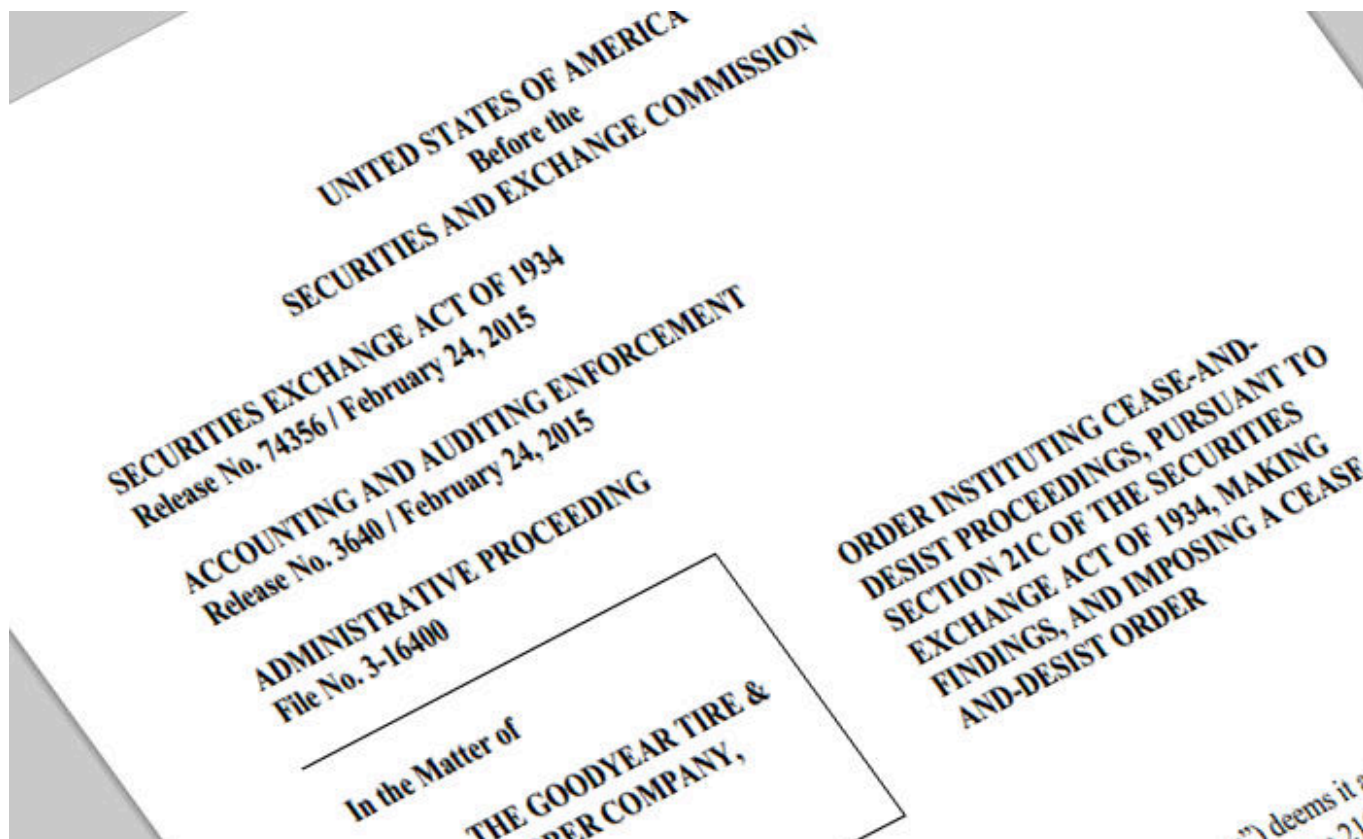 UNITED STATES OF AMERICA
Before the
SECURITIES AND EXCHANGE COMMISSION
SECURITIES EXCHANGE ACT OF 1934
Release No. 74356 / February 24, 2015
ACCOUNTING AND AUDITING ENFORCEMENT
Release No. 3640 / February 24, 2015
ADMINISTRATIVE PROCEEDING
File No. 3-16400
In the Matter of
THE GOODYEAR TIRE &
BER COMPANY,
ORDER INSTITUTING CEASE-AND-
DESIST PROCEEDINGS, PURSUANT TO
SECTION 21C OF THE SECURITIES
EXCHANGE ACT OF 1934, MAKING
FINDINGS, AND IMPOSING A CEASE
AND-DESIST ORDER
") deems it a